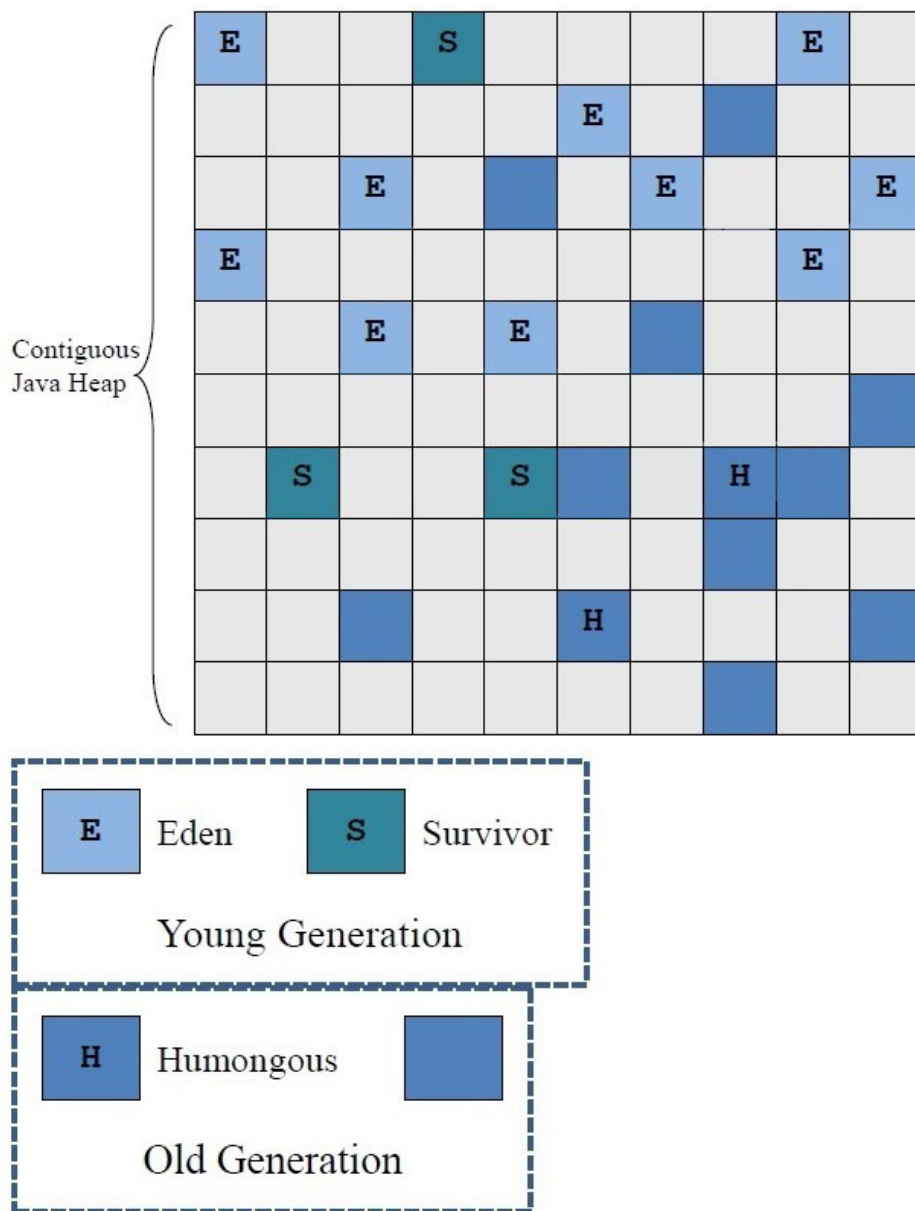 E S E
E
E E E
E E
E E
Contiguous
Java Heap
S S H
H
E Eden S Survivor
Young Generation
H Humongous
Old Generation